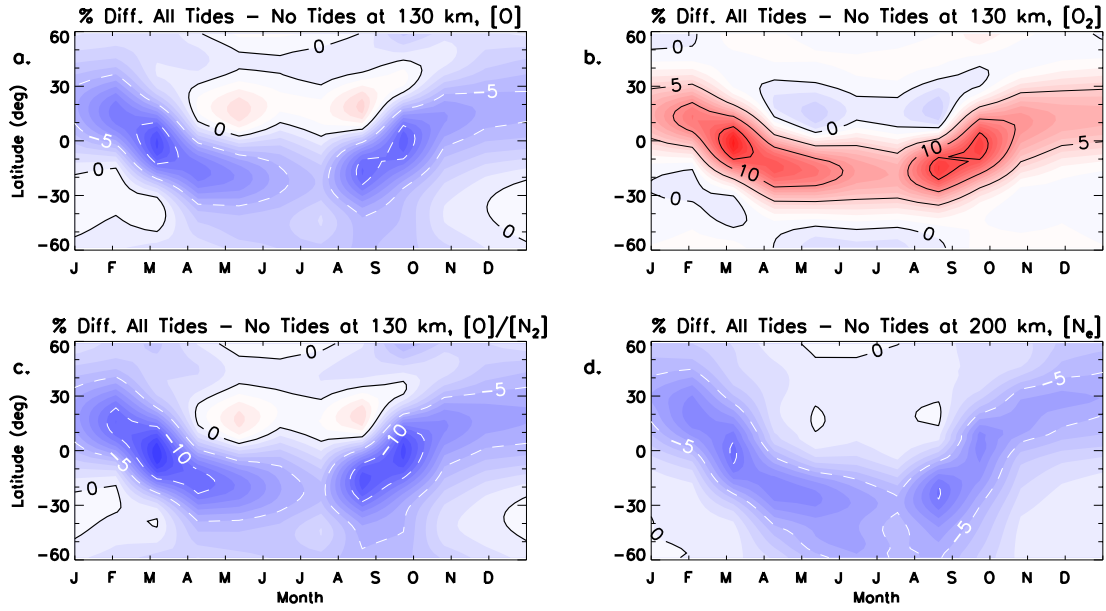 % Diff. All Tides – No Tides at 130 km, [O]
a.
Latitude (deg)
60
30
0
−30
−60
0
0
−5
−5
0
0
J F M A M J J A S O N D
% Diff. All Tides – No Tides at 130 km, [O₂]
b.
60
30
0
−30
−60
0
5
0
10
10
5
0
0
J F M A M J J A S O N D
% Diff. All Tides – No Tides at 130 km, [O]/[N₂]
c.
Latitude (deg)
60
30
0
−30
−60
0
−5
0
−10
−10
−5
0
0
J F M A M J J A S O N D
Month
% Diff. All Tides – No Tides at 200 km, [Nₑ]
d.
60
30
0
−30
−60
0
−5
−5
−5
0
J F M A M J J A S O N D
Month